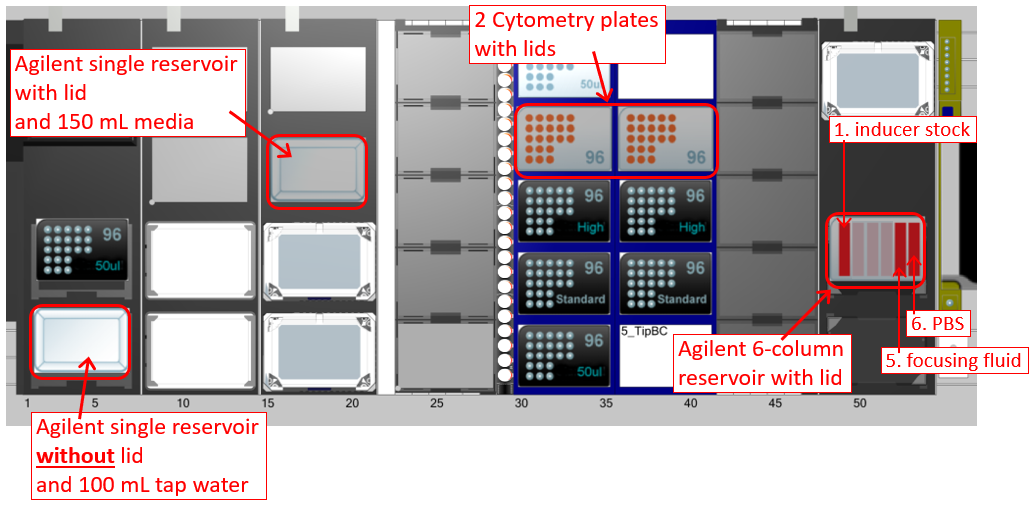 2 Cytometry plates
with lids
Agilent single reservoir
with lid
and 150 mL media
50ul
1. inducer stock
96
96
96
50ul
96
High
96
High
96
Standard
96
Standard
96
50ul
5_TipBC
6. PBS
5. focusing fluid
Agilent 6-column
reservoir with lid
1
5
10
15
20
25
30
35
40
45
50
Agilent single reservoir
without lid
and 100 mL tap water